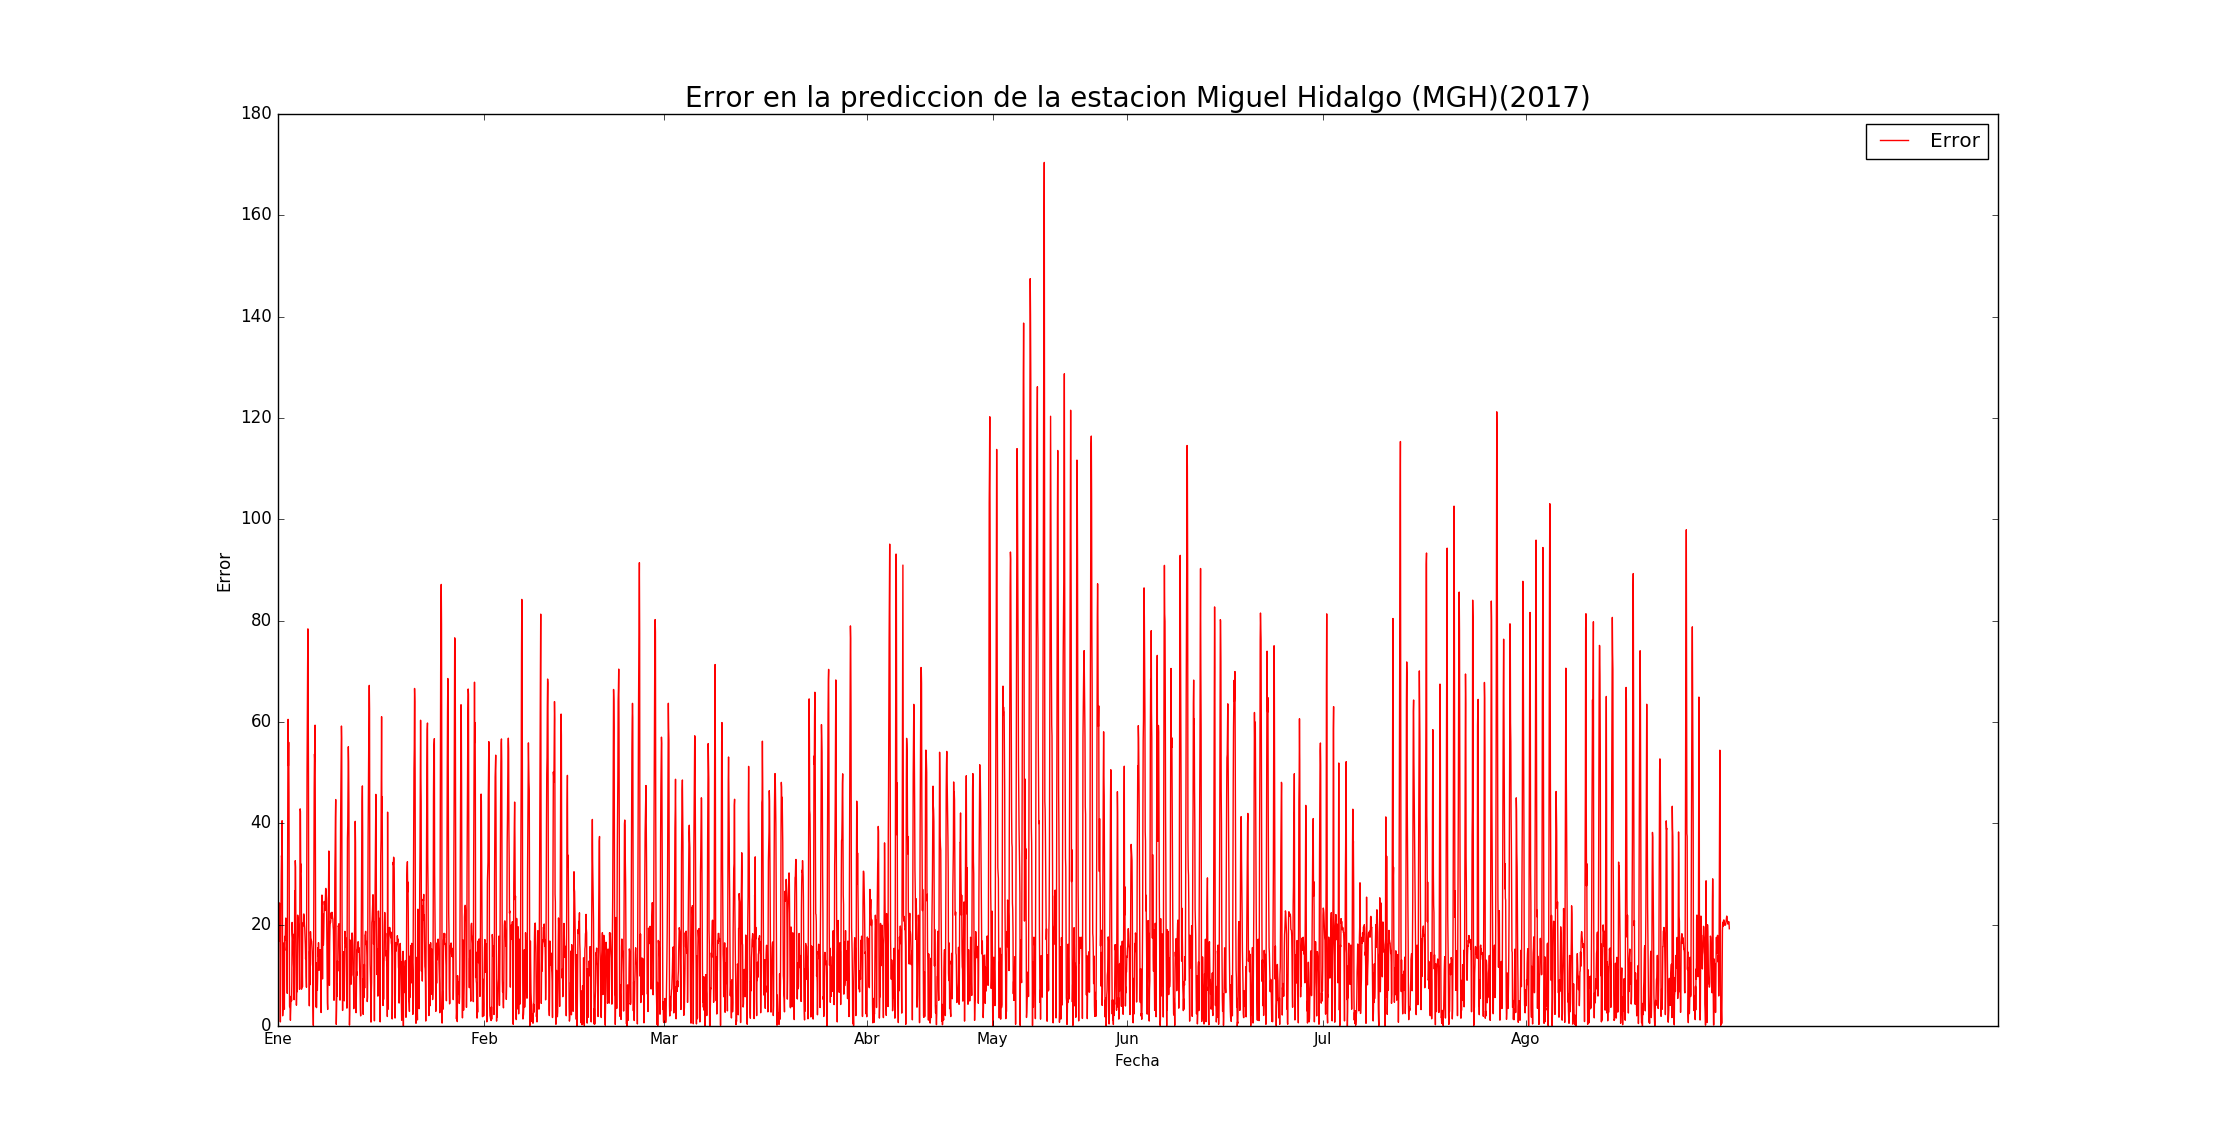 Error en la prediccion de la estacion Miguel Hidalgo (MGH)(2017)
Error
180
160
140
120
100
80
60
40
20
0
Error
Ene Feb Mar Abr May Jun Jul Ago
Fecha